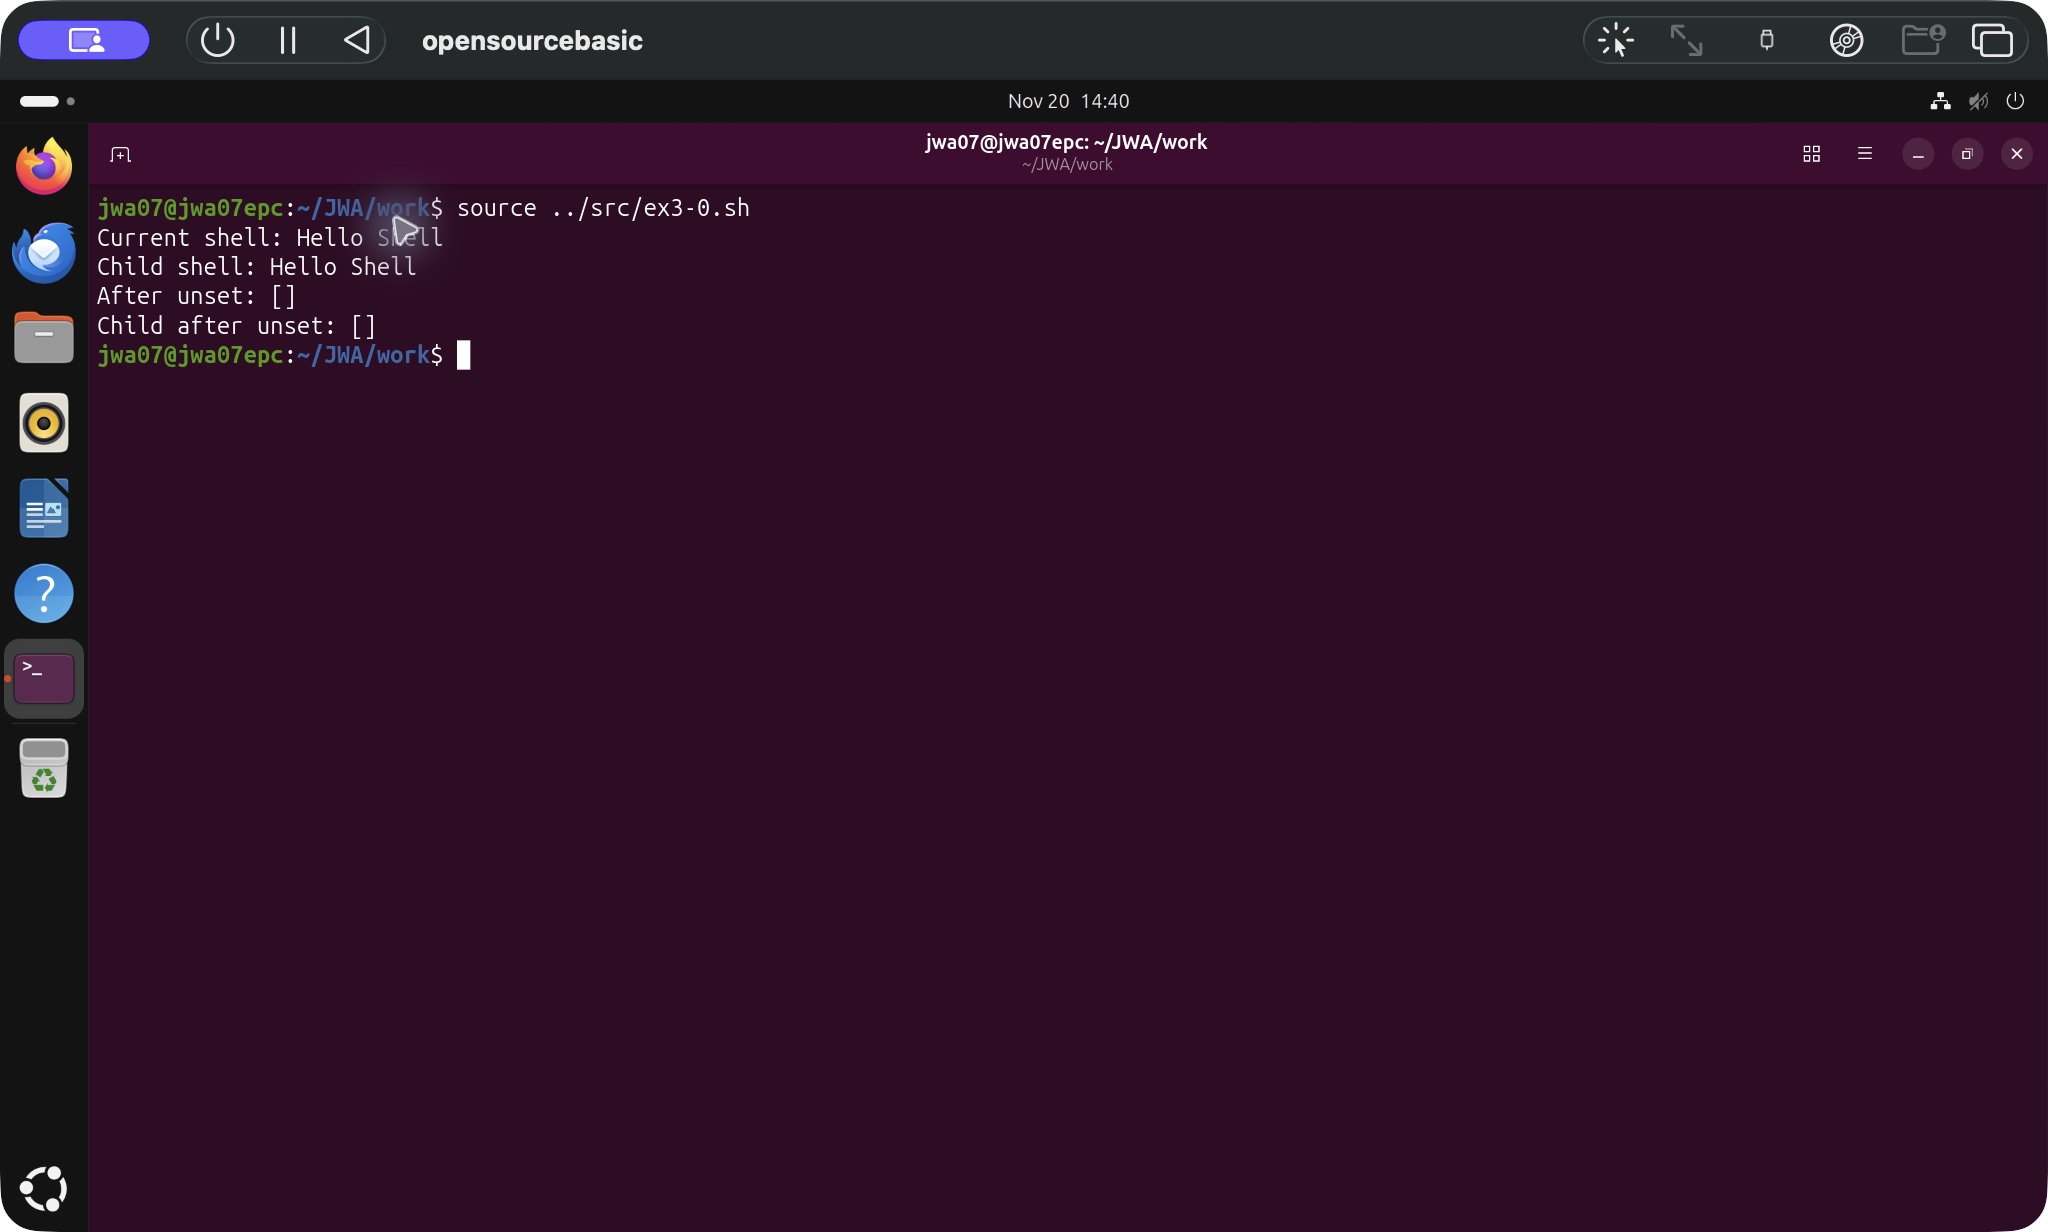 opensourcebasic
Nov 20 14:40
jwa07@jwa07epc: ~/JWA/work
~/JWA/work
jwa07@jwa07epc:~/JWA/work$ source ../src/ex3-0.sh
Current shell: Hello Shell
Child shell: Hello Shell
After unset: []
Child after unset: []
jwa07@jwa07epc:~/JWA/work$